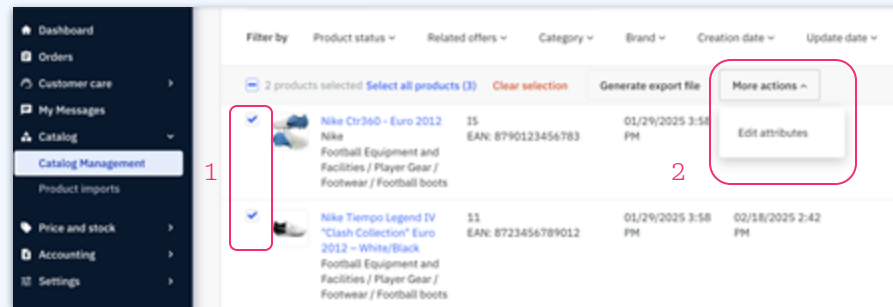 Dashboard
Orders
Customer care
My Messages
Catalog
Catalog Management
Product imports
Price and stock
Accounting
Settings
Filter by Product status Related offers Category Brand Creation date Update date
2 products selected Select all products (3) Clear selection Generate export file More actions
Edit attributes
1
2
Nike Ctr360 - Euro 2012
Nike
Football Equipment and
Facilities / Player Gear /
Footwear / Football boots
15
EAN: 8790123456783
01/29/2025 3:58
PM
Nike Tiempo Legend IV
"Clash Collection" Euro
2012 – White/Black
Football Equipment and
Facilities / Player Gear /
Footwear / Football boots
11
EAN: 8723456789012
01/29/2025 3:58
PM
02/18/2025 2:42
PM